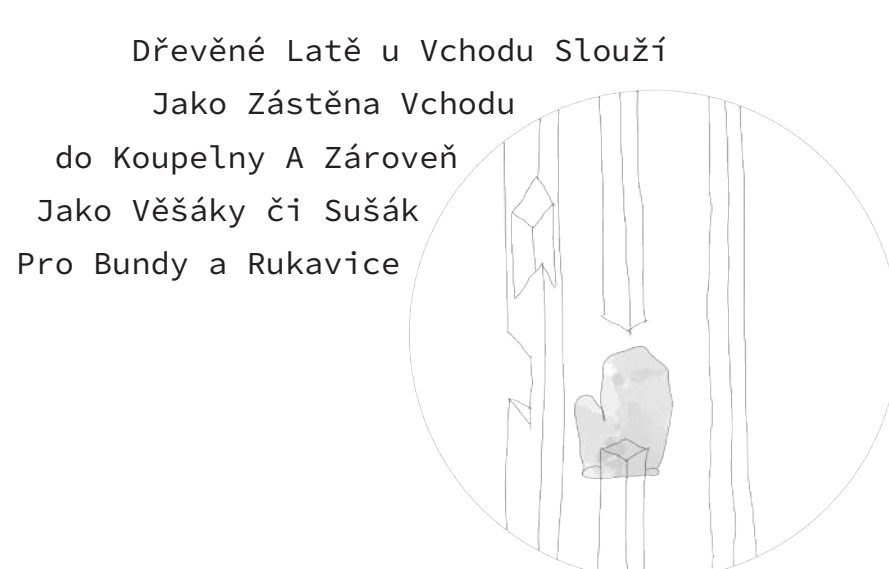 Dřevěné Latě u Vchodu Slouží
Jako Zástěna Vchodu
do Koupelny A Zároveň
Jako Věšáky či Sušák
Pro Bundy a Rukavice